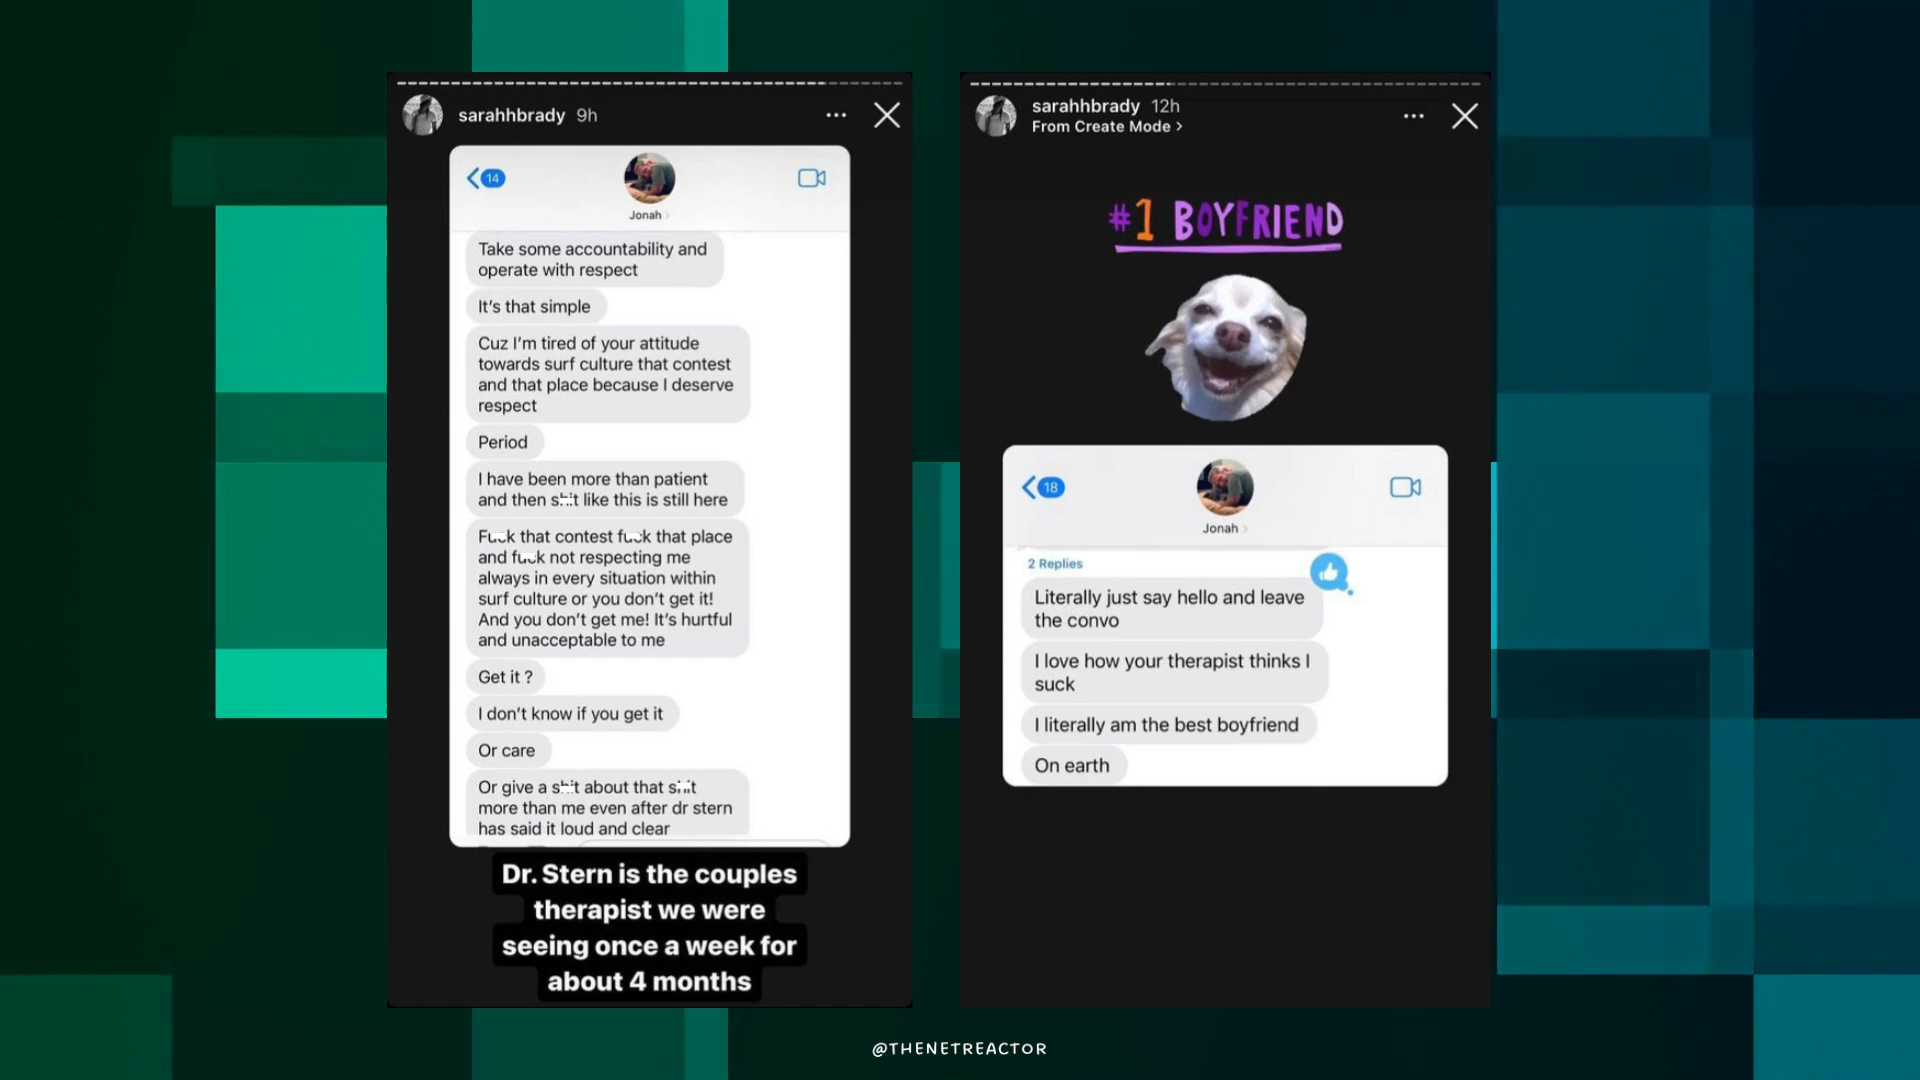 sarahhbrady 9h
14
Jonah
Take some accountability and
operate with respect
It's that simple
Cuz I'm tired of your attitude
towards surf culture that contest
and that place because I deserve
respect
Period
I have been more than patient
and then shit like this is still here
Fuck that contest fuck that place
and fuck not respecting me
always in every situation within
surf culture or you don't get it!
And you don't get me! It's hurtful
and unacceptable to me
Get it ?
I don't know if you get it
Or care
Or give a shit about that shit
more than me even after dr stern
has said it loud and clear
Dr. Stern is the couples
therapist we were
seeing once a week for
about 4 months
sarahhbrady 12h
From Create Mode >
#1 BOYFRIEND
18
Jonah
2 Replies
Literally just say hello and leave
the convo
I love how your therapist thinks I
suck
I literally am the best boyfriend
On earth
@THENETREACTOR